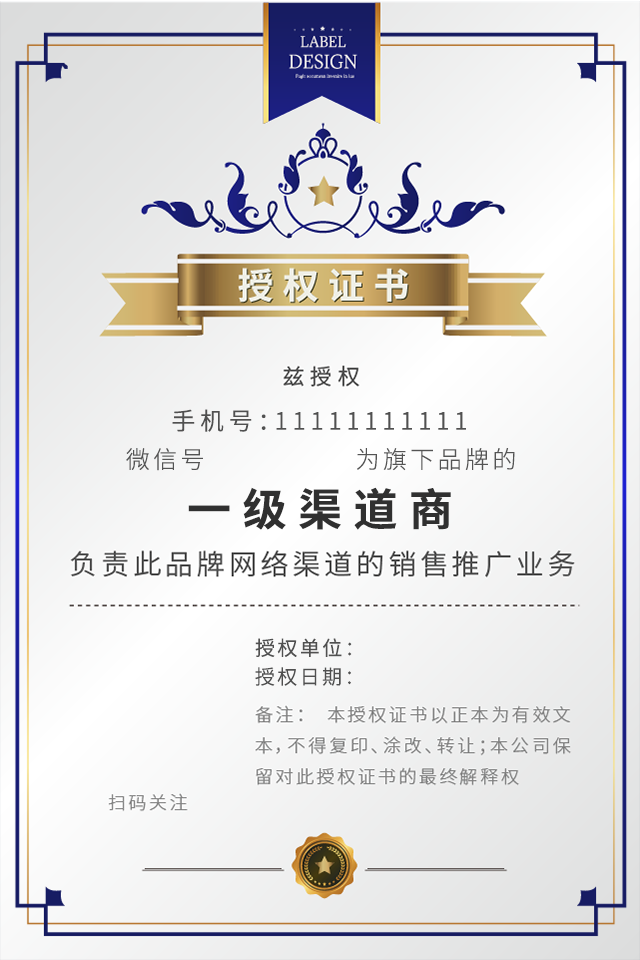 LABEL
DESIGN
授权证书
兹授权
手机号：11111111111
微信号 为旗下品牌的
一级渠道商
负责此品牌网络渠道的销售推广业务
授权单位：
授权日期：
备注： 本授权证书以正本为有效文
本，不得复印、涂改、转让；本公司保
留对此授权证书的最终解释权
扫码关注